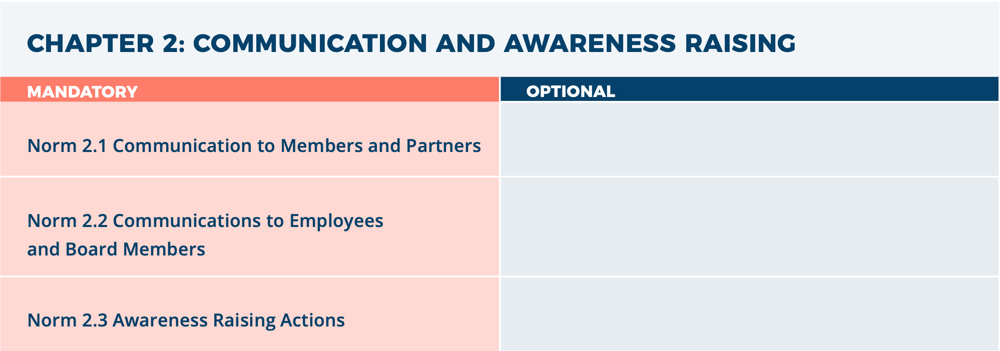 CHAPTER 2: COMMUNICATION AND AWARENESS RAISING
MANDATORY
OPTIONAL
Norm 2.1 Communication to Members and Partners
Norm 2.2 Communications to Employees
and Board Members
Norm 2.3 Awareness Raising Actions